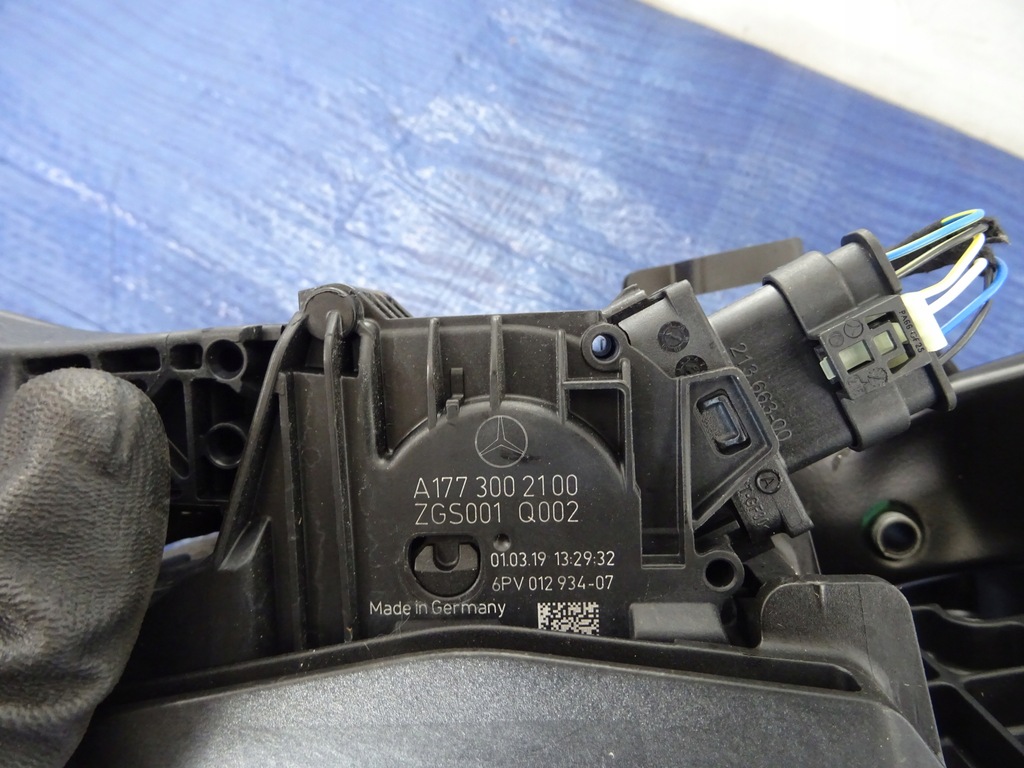 A177 300 2100
ZGS001 Q002
01.03.19 13:29:32
6PV 012 934-07
Made in Germany
213.663.00
A